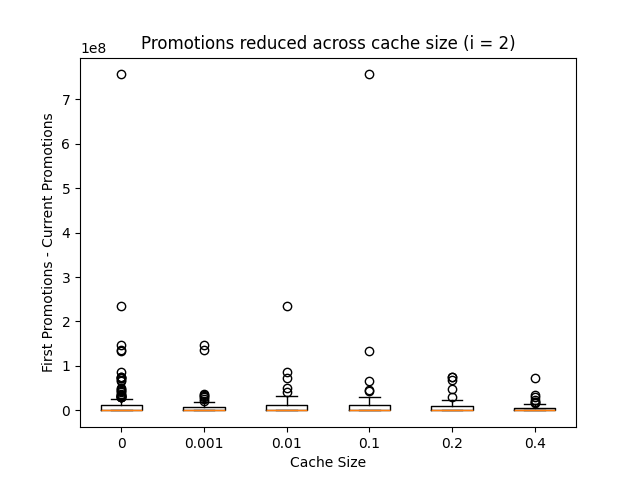 Promotions reduced across cache size (i = 2)
1e8
7
6
5
4
3
2
1
0
First Promotions - Current Promotions
0 0.001 0.01 0.1 0.2 0.4
Cache Size